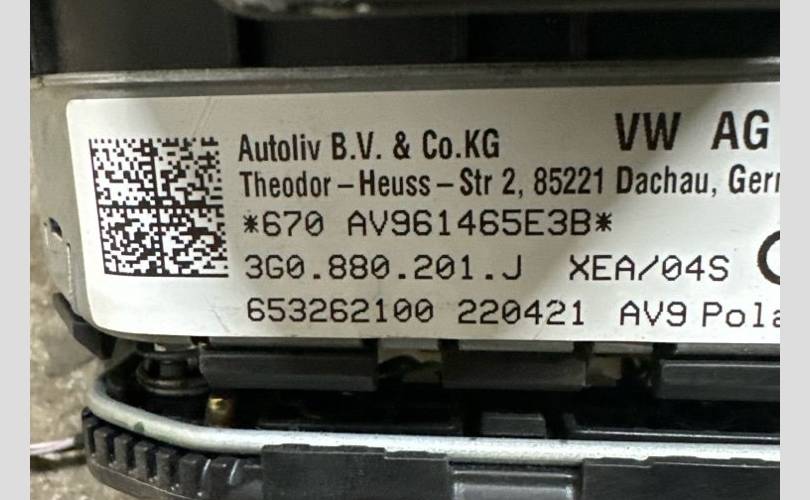 Autoliv B.V. & Co.KG VW AG
Theodor-Heuss-Str 2, 85221 Dachau, Ger
*670 AV961465E3B*
3G0.880.201.J XEA/04S
653262100 220421 AV9 Pola